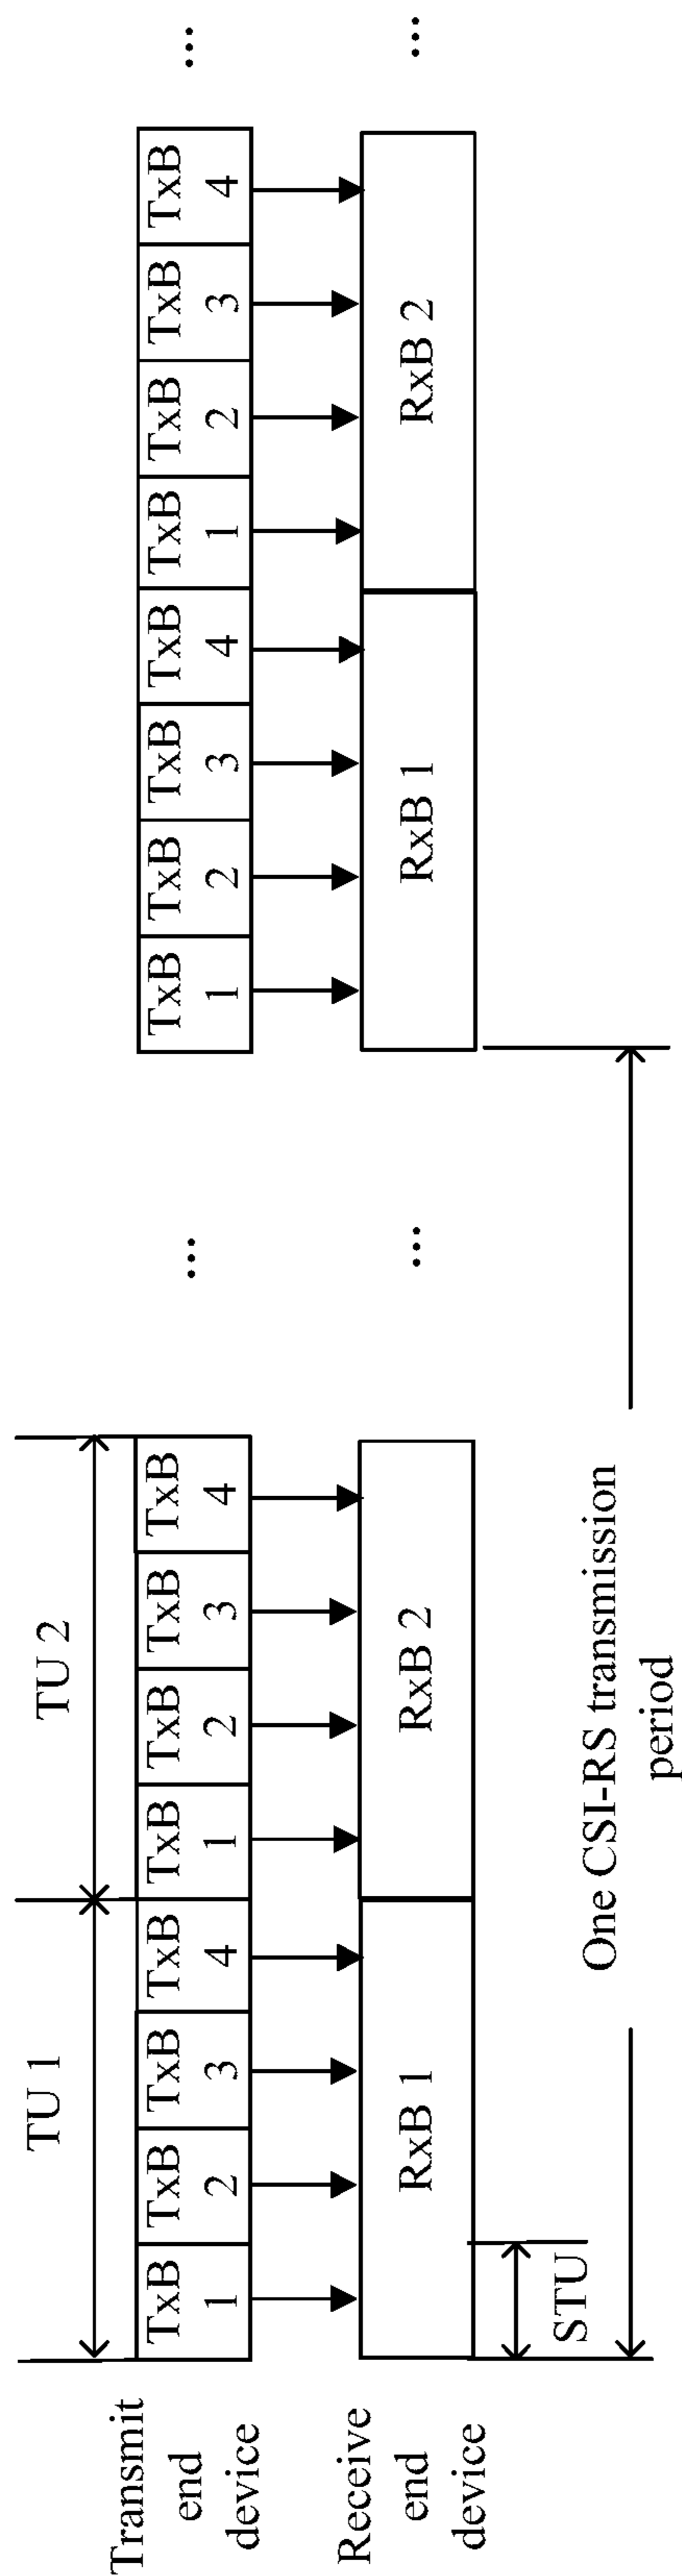 TU 1
TU 2
Transmit
end
device
TxB
1
TxB
2
TxB
3
TxB
4
TxB
1
TxB
2
TxB
3
TxB
4
...
TxB
1
TxB
2
TxB
3
TxB
4
TxB
1
TxB
2
TxB
3
TxB
4
...
Receive
end
device
RxB 1
RxB 2
...
RxB 1
RxB 2
...
STU
One CSI-RS transmission
period